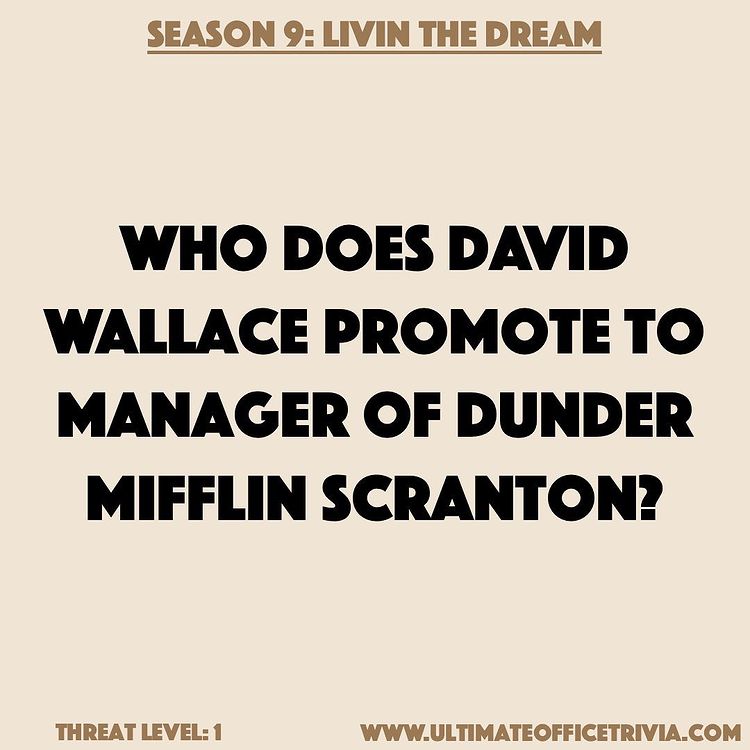 SEASON 9: LIVIN THE DREAM
WHO DOES DAVID
WALLACE PROMOTE TO
MANAGER OF DUNDER
MIFFLIN SCRANTON?
THREAT LEVEL: 1
WWW.ULTIMATEOFFICETRIVIA.COM